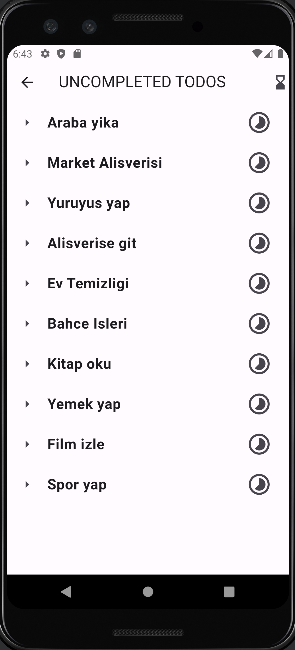 6:43
UNCOMPLETED TODOS
Araba yika
Market Alisverisi
Yuruyus yap
Alisverise git
Ev Temizligi
Bahce Isleri
Kitap oku
Yemek yap
Film izle
Spor yap